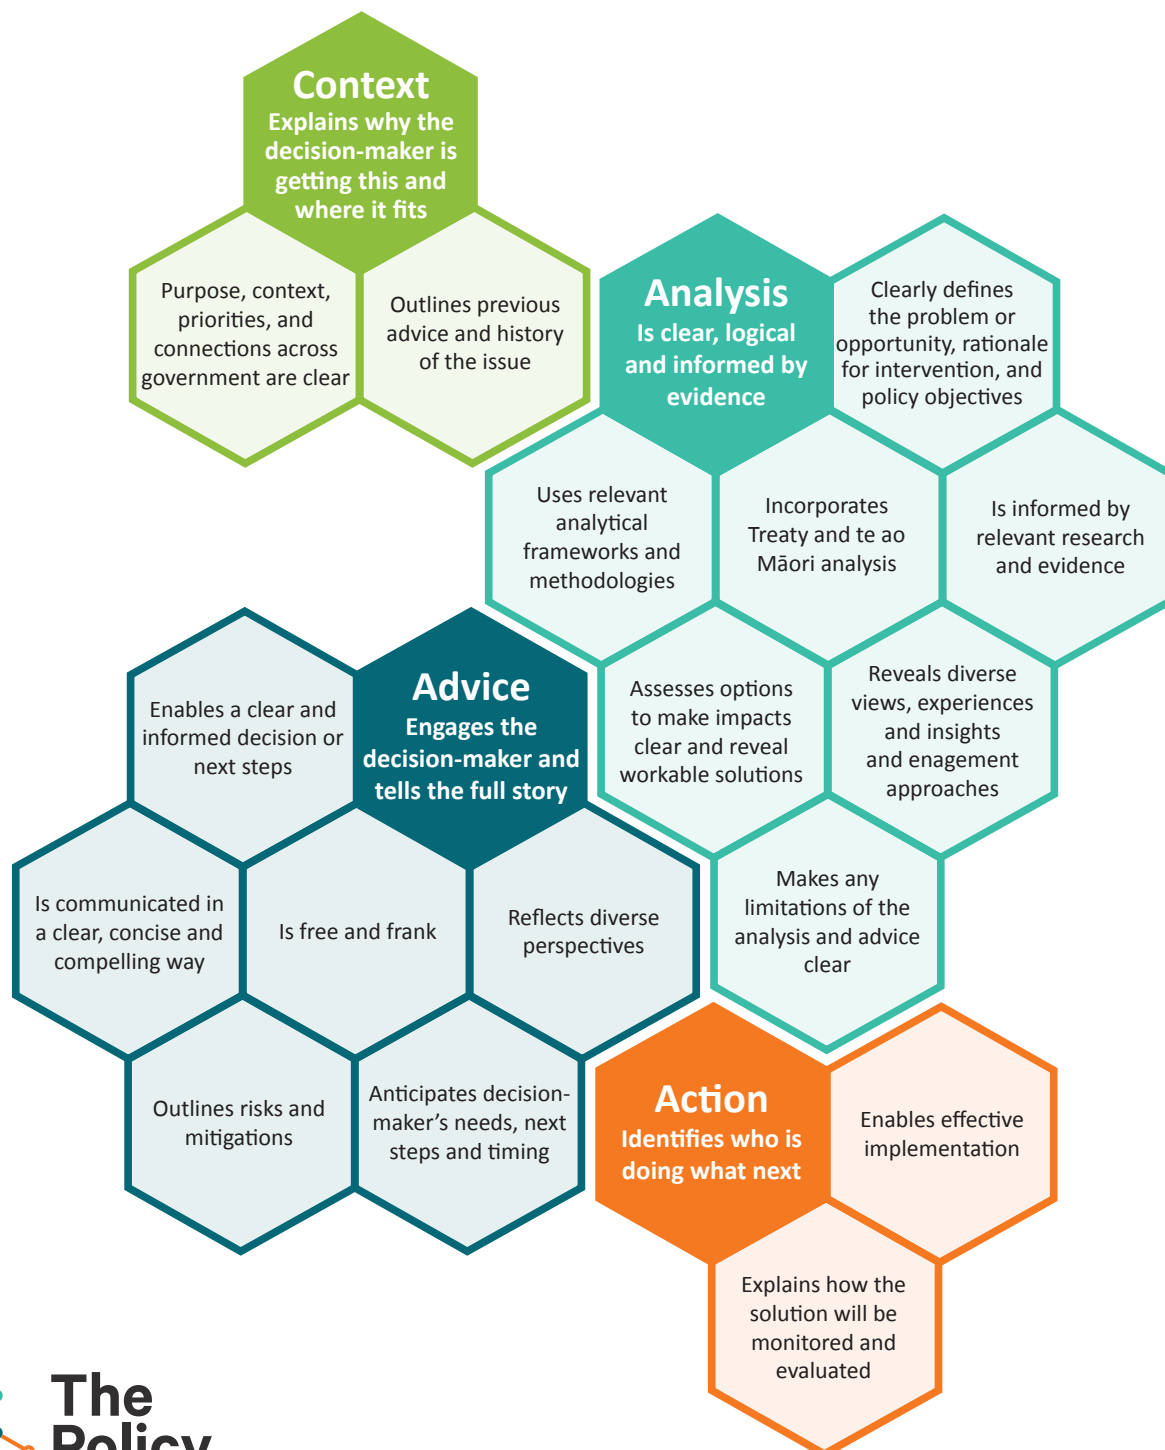 Context
Explains why the
decision-maker is
getting this and
where it fits
Purpose, context,
priorities, and
connections across
government are clear
Outlines previous
advice and history
of the issue
Analysis
Is clear, logical
and informed by
evidence
Clearly defines
the problem or
opportunity, rationale
for intervention, and
policy objectives
Uses relevant
analytical
frameworks and
methodologies
Incorporates
Treaty and te ao
Māori analysis
Is informed by
relevant research
and evidence
Assesses options
to make impacts
clear and reveal
workable solutions
Reveals diverse
views, experiences
and insights
and enagement
approaches
Makes any
limitations of the
analysis and advice
clear
Advice
Engages the
decision-maker and
tells the full story
Enables a clear and
informed decision or
next steps
Is communicated in
a clear, concise and
compelling way
Is free and frank
Reflects diverse
perspectives
Outlines risks and
mitigations
Anticipates decision-
maker's needs, next
steps and timing
Action
Identifies who is
doing what next
Enables effective
implementation
Explains how the
solution will be
monitored and
evaluated
The
Policy